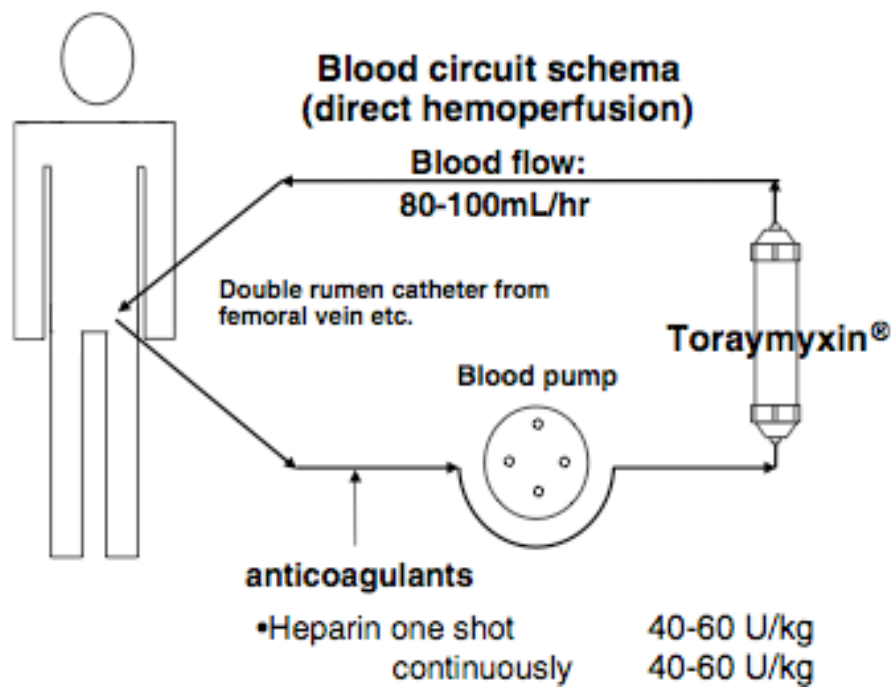 Blood circuit schema
(direct hemoperfusion)
Blood flow:
80-100mL/hr
Double rumen catheter from
femoral vein etc.
Toraymyxin®
Blood pump
anticoagulants
•Heparin one shot 40-60 U/kg
continuously 40-60 U/kg